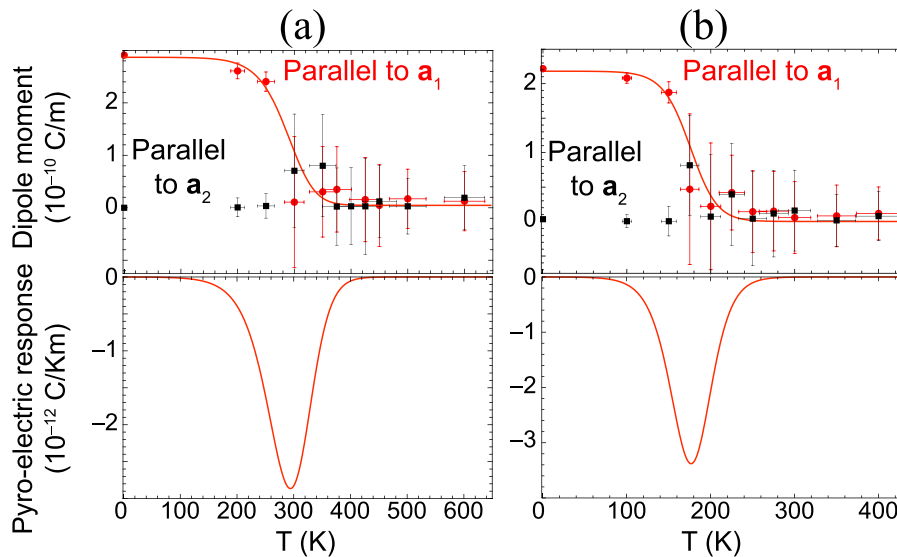 (a)
(b)
Dipole moment
(10⁻¹⁰ C/m)
2
1
0
Parallel to a₁
Parallel
to a₂
2
1
0
Parallel to a₁
Parallel
to a₂
Pyro-electric response
(10⁻¹² C/Km)
0
−1
−2
0
−1
−2
−3
0 100 200 300 400 500 600
0 100 200 300 400
T (K)
T (K)